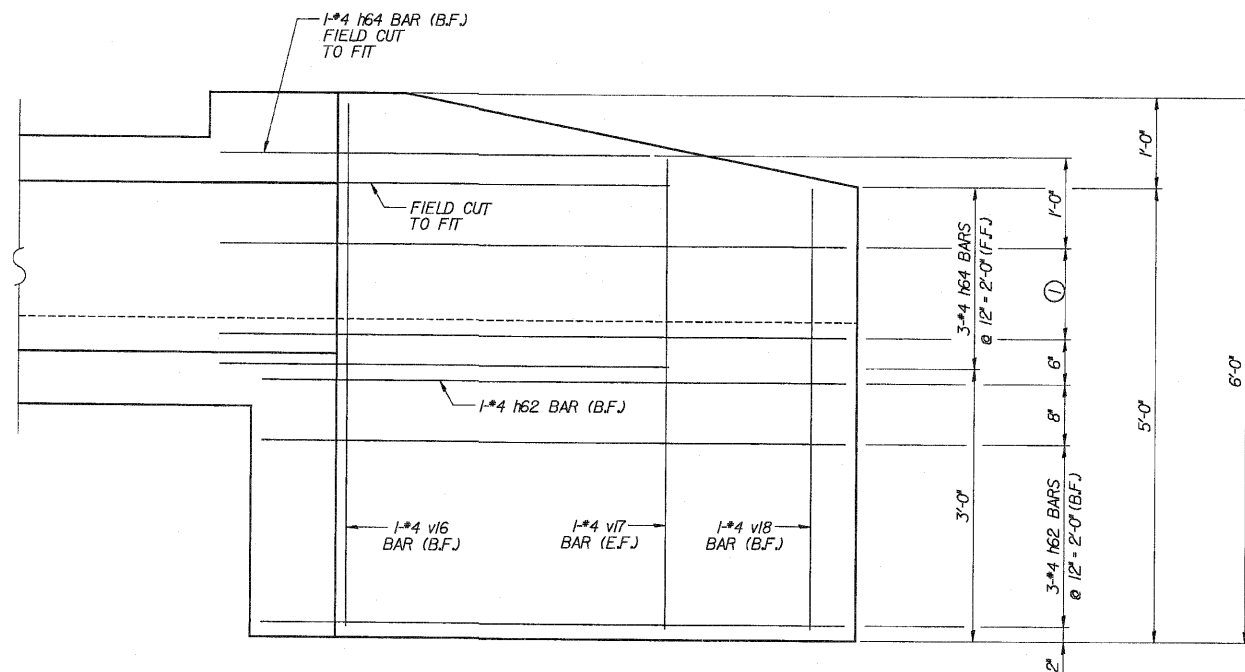 1-#4 h64 BAR (B.F.)
FIELD CUT
TO FIT
FIELD CUT
TO FIT
1-#4 h62 BAR (B.F.)
1-#4 v16
BAR (B.F.)
1-#4 v17
BAR (E.F.)
1-#4 v18
BAR (B.F.)
3-#4 h64 BARS
@ 12" = 2'-0" (F.F.)
3'-0"
1'-0"
1
6"
8"
3-#4 h62 BARS
@ 12" = 2'-0" (B.F.)
2"
1'-0"
5'-0"
6'-0"